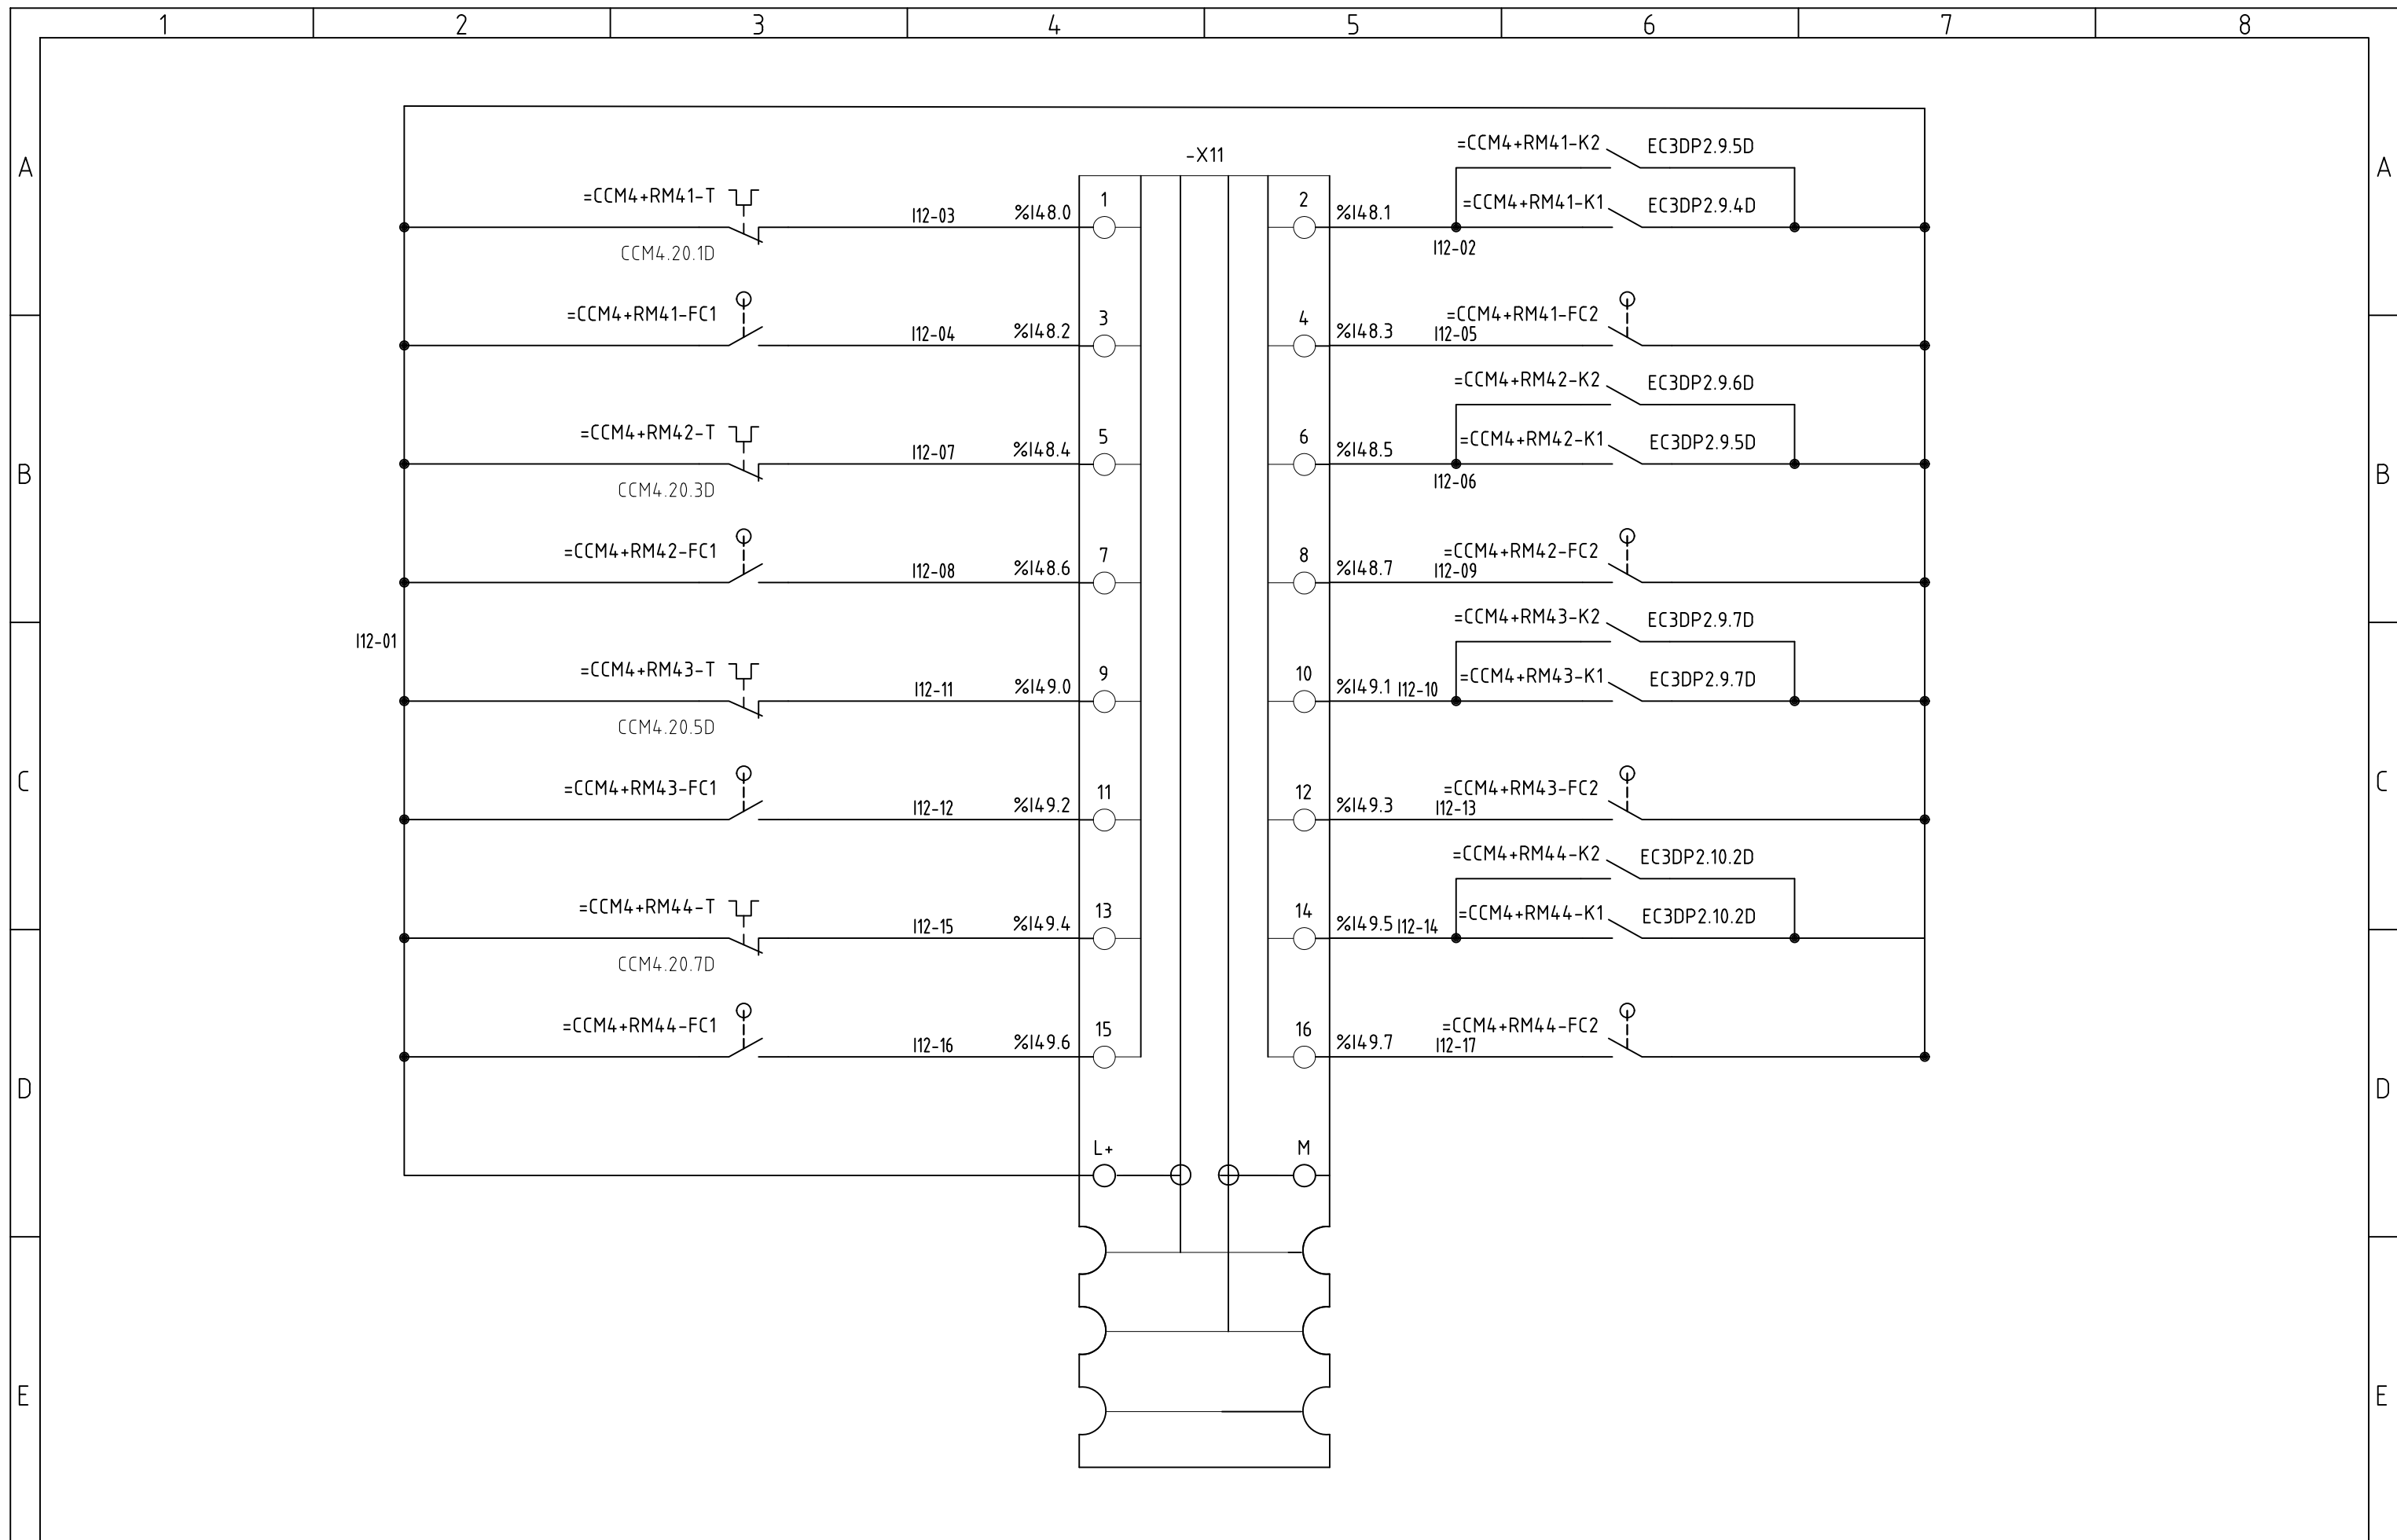 1 2 3 4 5 6 7 8
A A
-X11
=CCM4+RM41-K2 EC3DP2.9.5D
=CCM4+RM41-T I12-03 %I48.0 1 2 %I48.1 =CCM4+RM41-K1 EC3DP2.9.4D
CCM4.20.1D I12-02
=CCM4+RM41-FC1 I12-04 %I48.2 3 4 %I48.3 I12-05 =CCM4+RM41-FC2
=CCM4+RM42-K2 EC3DP2.9.6D
=CCM4+RM42-T I12-07 %I48.4 5 6 %I48.5 =CCM4+RM42-K1 EC3DP2.9.5D
B B
CCM4.20.3D I12-06
=CCM4+RM42-FC1 I12-08 %I48.6 7 8 %I48.7 I12-09 =CCM4+RM42-FC2
=CCM4+RM43-K2 EC3DP2.9.7D
I12-01
=CCM4+RM43-T I12-11 %I49.0 9 10 %I49.1 I12-10 =CCM4+RM43-K1 EC3DP2.9.7D
CCM4.20.5D
C C
=CCM4+RM43-FC1 I12-12 %I49.2 11 12 %I49.3 I12-13 =CCM4+RM43-FC2
=CCM4+RM44-K2 EC3DP2.10.2D
=CCM4+RM44-T I12-15 %I49.4 13 14 %I49.5 I12-14 =CCM4+RM44-K1 EC3DP2.10.2D
CCM4.20.7D
=CCM4+RM44-FC1 I12-16 %I49.6 15 16 %I49.7 I12-17 =CCM4+RM44-FC2
D D
L+ M
E E